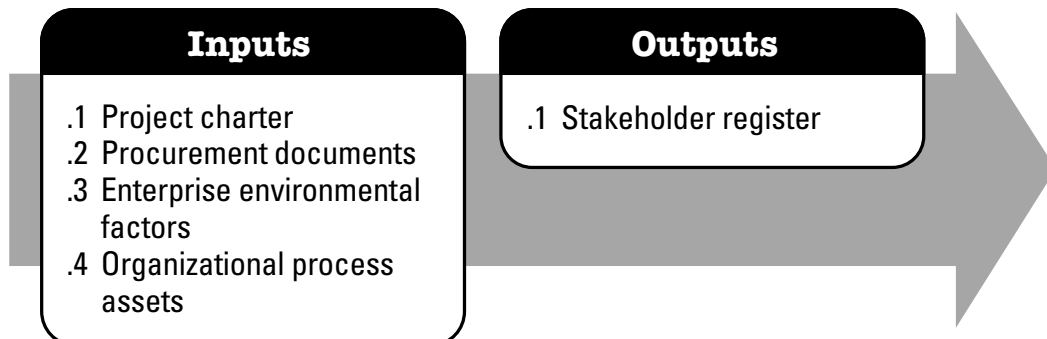 Inputs
.1 Project charter
.2 Procurement documents
.3 Enterprise environmental
factors
.4 Organizational process
assets
Outputs
.1 Stakeholder register